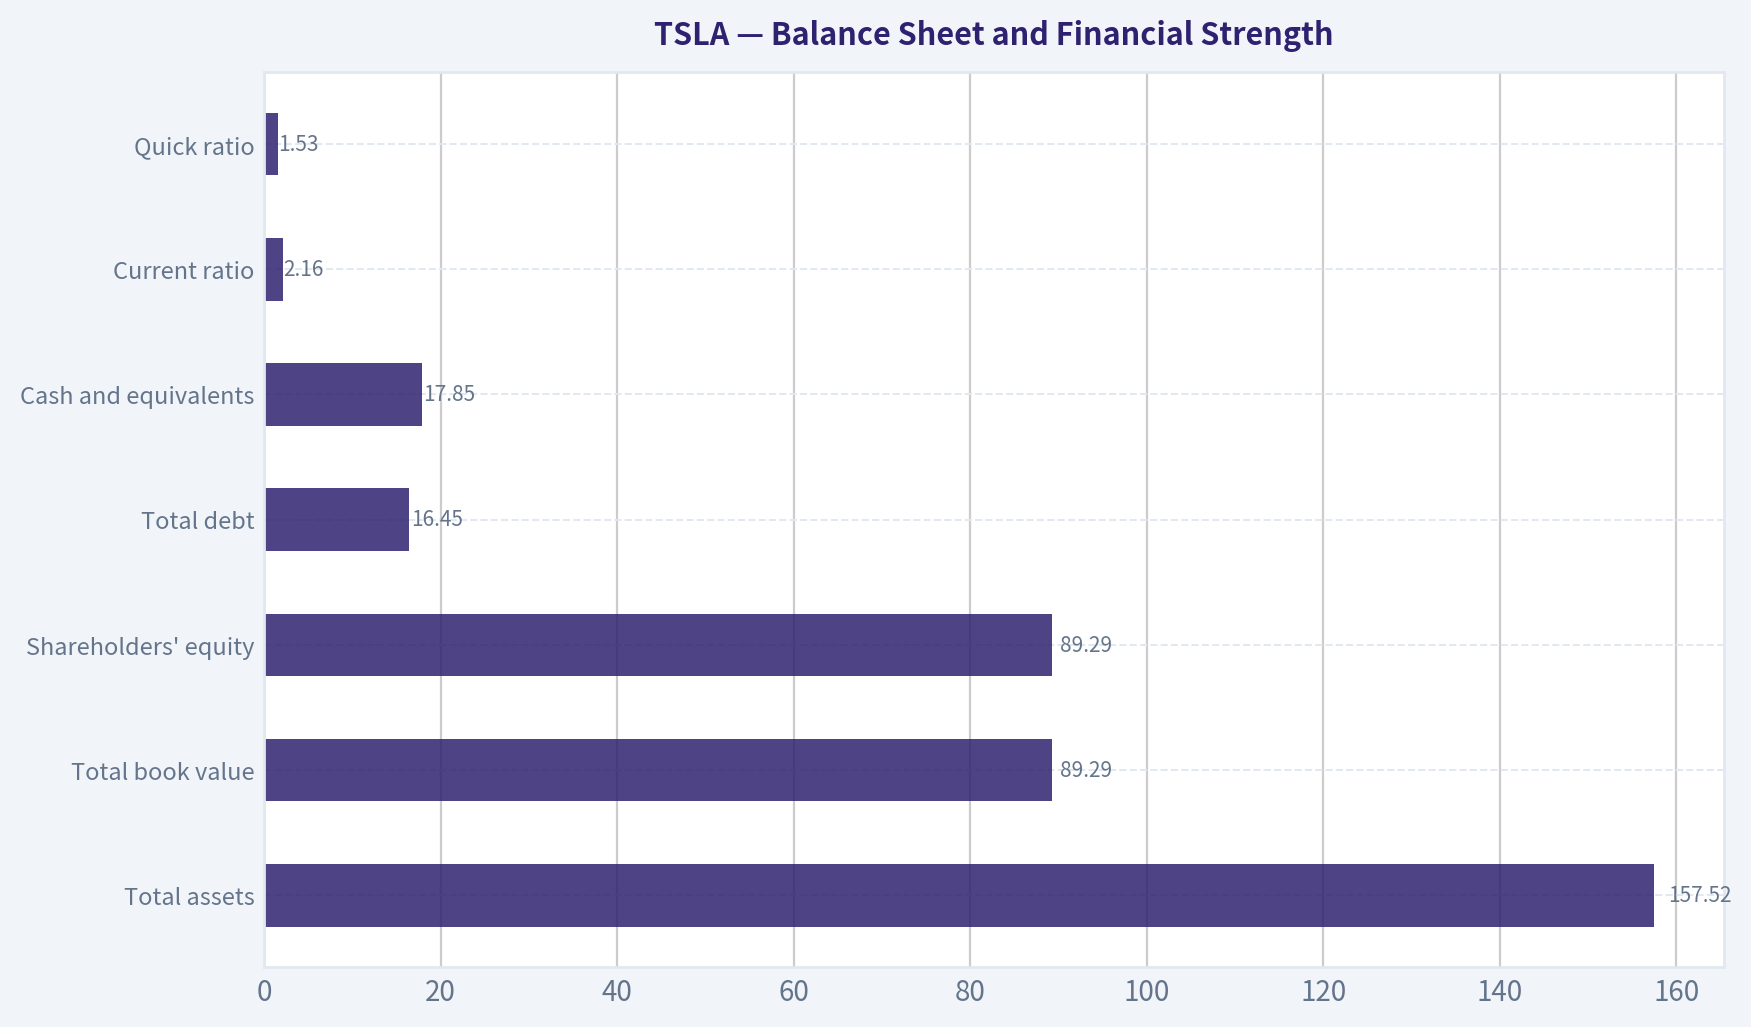 TSLA — Balance Sheet and Financial Strength
Quick ratio 1.53
Current ratio 2.16
Cash and equivalents 17.85
Total debt 16.45
Shareholders' equity 89.29
Total book value 89.29
Total assets 157.52
0 20 40 60 80 100 120 140 160